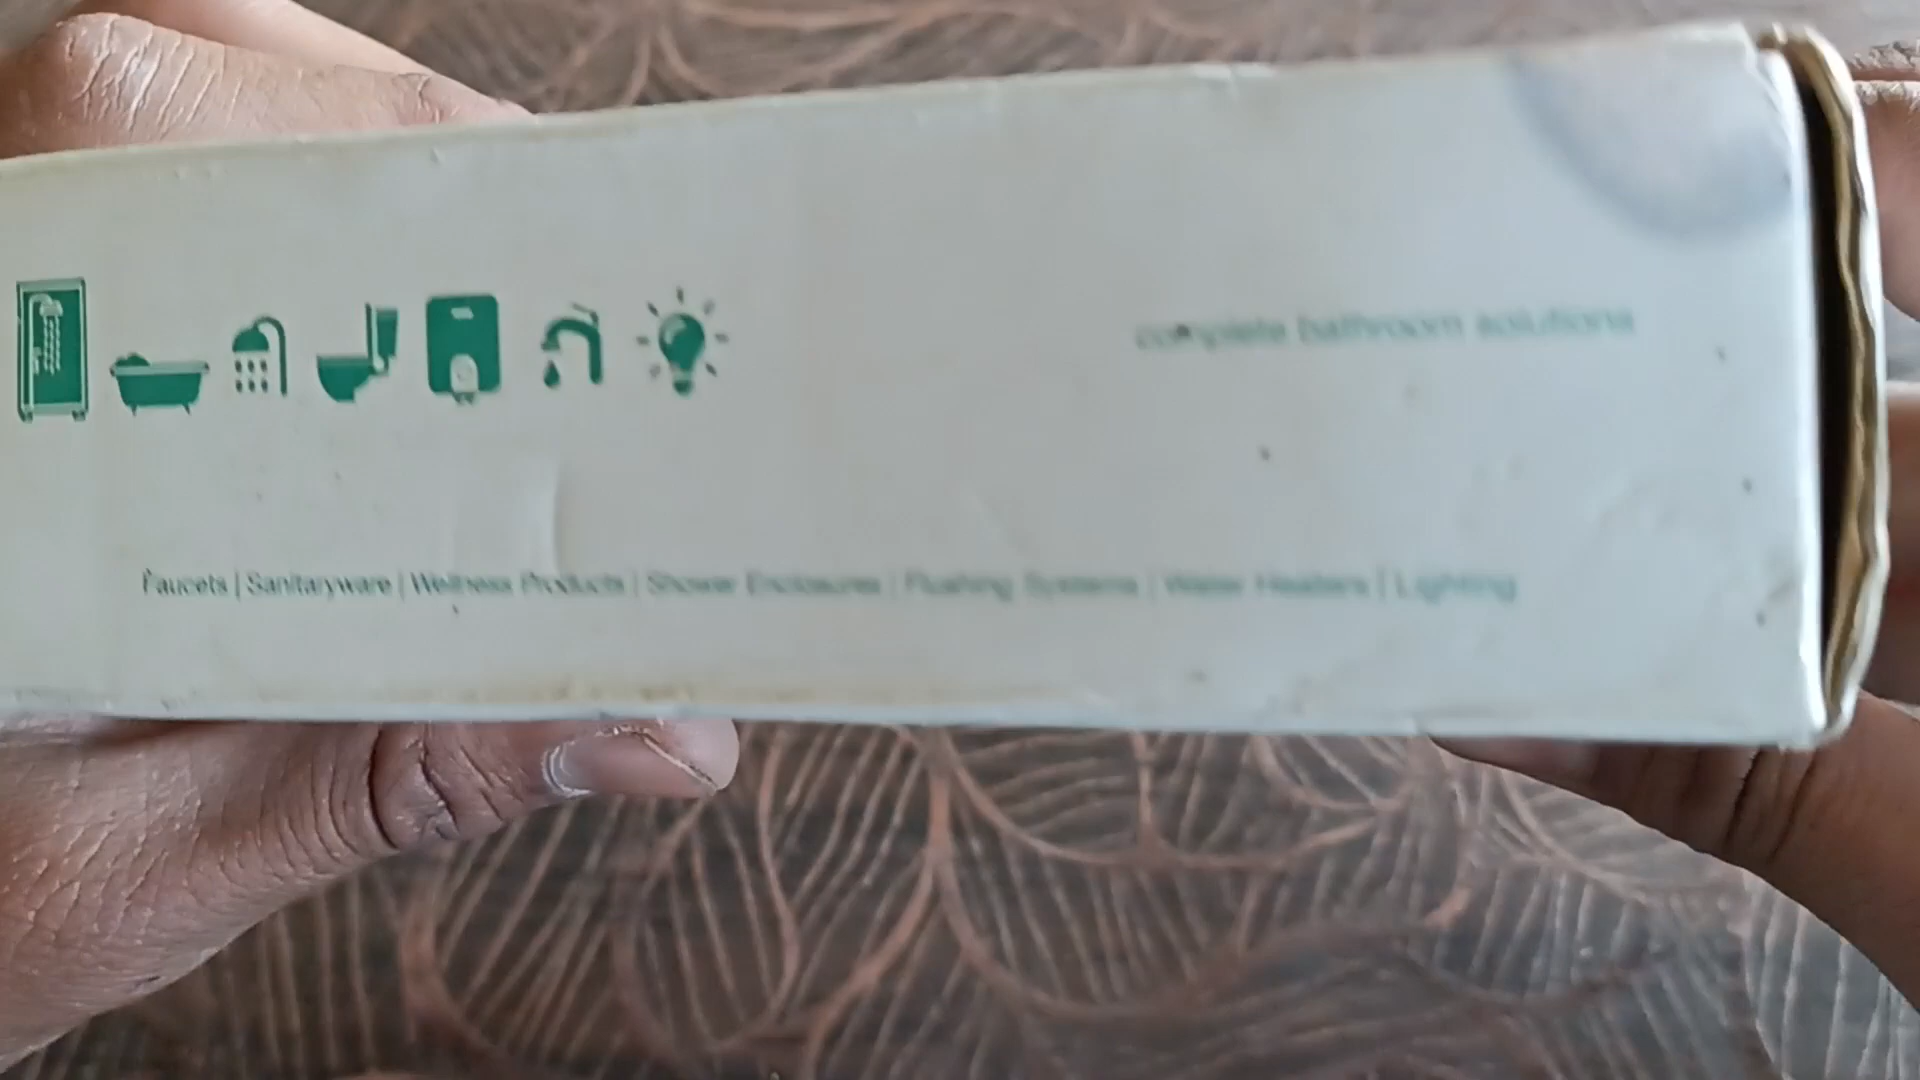 complete bathroom solutions
Faucets | Sanitaryware | Wellness Products | Shower Enclosures | Flushing Systems | Water Heaters | Lighting